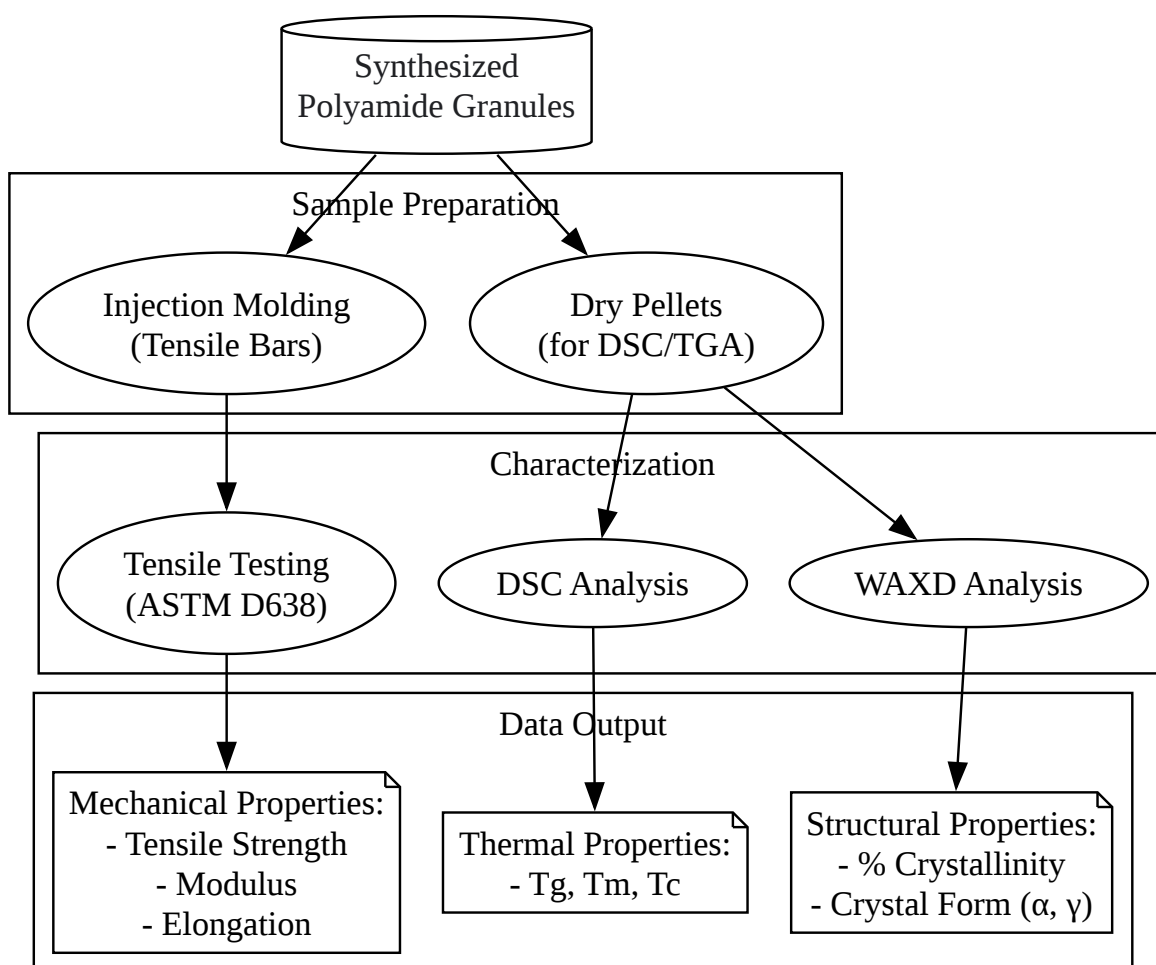 Synthesized
Polyamide Granules
Sample Preparation
Injection Molding
(Tensile Bars)
Dry Pellets
(for DSC/TGA)
Characterization
Tensile Testing
(ASTM D638)
DSC Analysis
WAXD Analysis
Data Output
Mechanical Properties:
- Tensile Strength
- Modulus
- Elongation
Thermal Properties:
- Tg, Tm, Tc
Structural Properties:
- % Crystallinity
- Crystal Form (α, γ)